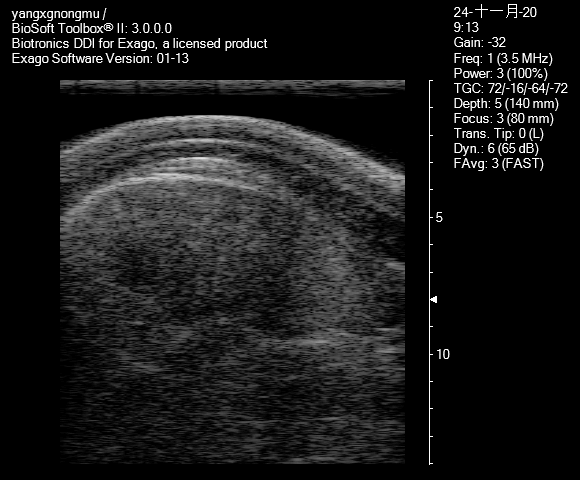 yangxgnongmu /
BioSoft Toolbox® II: 3.0.0.0
Biotronics DDI for Exago, a licensed product
Exago Software Version: 01-13
24-十一月-20
9:13
Gain: -32
Freq: 1 (3.5 MHz)
Power: 3 (100%)
TGC: 72/-16/-64/-72
Depth: 5 (140 mm)
Focus: 3 (80 mm)
Trans. Tip: 0 (L)
Dyn.: 6 (65 dB)
FAvg: 3 (FAST)
5
10